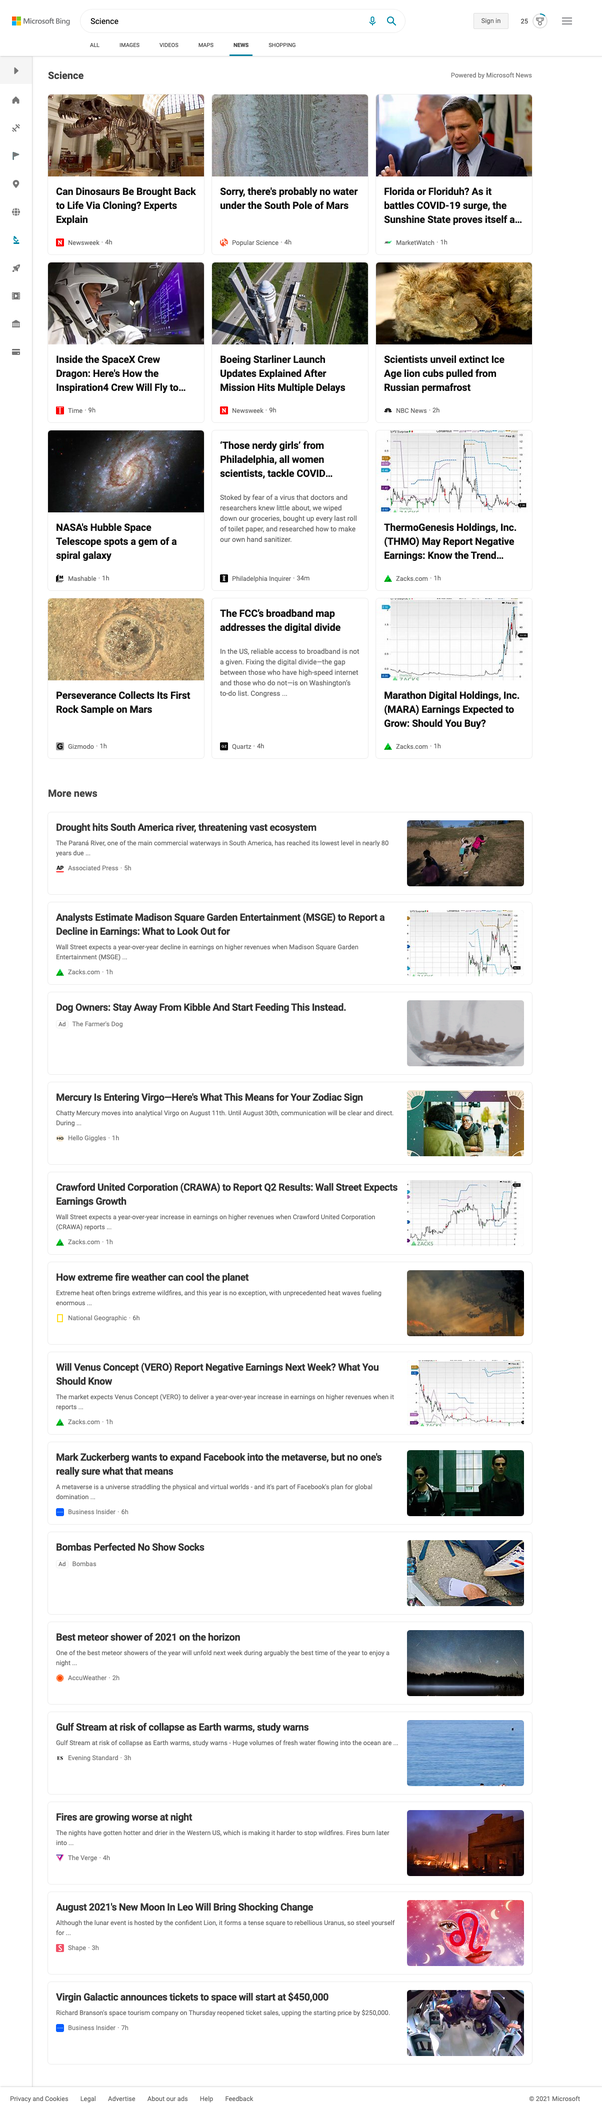 Microsoft Bing
Science
Sign in
25
ALL
IMAGES
VIDEOS
MAPS
NEWS
SHOPPING
Science
Powered by Microsoft News
Can Dinosaurs Be Brought Back
to Life Via Cloning? Experts
Explain
Newsweek · 4h
Sorry, there's probably no water
under the South Pole of Mars
Popular Science · 4h
Florida or Floriduh? As it
battles COVID-19 surge, the
Sunshine State proves itself a...
MarketWatch · 1h
Inside the SpaceX Crew
Dragon: Here's How the
Inspiration4 Crew Will Fly to...
Time · 9h
Boeing Starliner Launch
Updates Explained After
Mission Hits Multiple Delays
Newsweek · 9h
Scientists unveil extinct Ice
Age lion cubs pulled from
Russian permafrost
NBC News · 2h
NASA's Hubble Space
Telescope spots a gem of a
spiral galaxy
Mashable · 1h
'Those nerdy girls' from
Philadelphia, all women
scientists, tackle COVID...
Stoked by fear of a virus that doctors and
researchers knew little about, we wiped
down our groceries, bought up every last roll
of toilet paper, and researched how to make
our own hand sanitizer.
Philadelphia Inquirer · 34m
ThermoGenesis Holdings, Inc.
(THMO) May Report Negative
Earnings: Know the Trend...
Zacks.com · 1h
Perseverance Collects Its First
Rock Sample on Mars
Gizmodo · 1h
The FCC's broadband map
addresses the digital divide
In the US, reliable access to broadband is not
a given. Fixing the digital divide—the gap
between those who have high-speed internet
and those who do not—is on Washington's
to-do list. Congress ...
Quartz · 4h
ZACKS
Marathon Digital Holdings, Inc.
(MARA) Earnings Expected to
Grow: Should You Buy?
Zacks.com · 1h
More news
Drought hits South America river, threatening vast ecosystem
The Paraná River, one of the main commercial waterways in South America, has reached its lowest level in nearly 80
years due ...
AP Associated Press · 5h
Analysts Estimate Madison Square Garden Entertainment (MSGE) to Report a
Decline in Earnings: What to Look Out for
Wall Street expects a year-over-year decline in earnings on higher revenues when Madison Square Garden
Entertainment (MSGE) ...
Zacks.com · 1h
Dog Owners: Stay Away From Kibble And Start Feeding This Instead.
Ad The Farmer's Dog
Mercury Is Entering Virgo—Here's What This Means for Your Zodiac Sign
Chatty Mercury moves into analytical Virgo on August 11th. Until August 30th, communication will be clear and direct.
During ...
HG Hello Giggles · 1h
Crawford United Corporation (CRAWA) to Report Q2 Results: Wall Street Expects
Earnings Growth
Wall Street expects a year-over-year increase in earnings on higher revenues when Crawford United Corporation
(CRAWA) reports ...
Zacks.com · 1h
ZACKS
How extreme fire weather can cool the planet
Extreme heat often brings extreme wildfires, and this year is no exception, with unprecedented heat waves fueling
enormous ...
National Geographic · 6h
Will Venus Concept (VERO) Report Negative Earnings Next Week? What You
Should Know
The market expects Venus Concept (VERO) to deliver a year-over-year increase in earnings on higher revenues when it
reports ...
Zacks.com · 1h
Mark Zuckerberg wants to expand Facebook into the metaverse, but no one's
really sure what that means
A metaverse is a universe straddling the physical and virtual worlds - and it's part of Facebook's plan for global
domination ...
Business Insider · 6h
Bombas Perfected No Show Socks
Ad Bombas
Best meteor shower of 2021 on the horizon
One of the best meteor showers of the year will unfold next week during arguably the best time of the year to enjoy a
night ...
AccuWeather · 2h
Gulf Stream at risk of collapse as Earth warms, study warns
Gulf Stream at risk of collapse as Earth warms, study warns - Huge volumes of fresh water flowing into the ocean are ...
ES Evening Standard · 3h
Fires are growing worse at night
The nights have gotten hotter and drier in the Western US, which is making it harder to stop wildfires. Fires burn later
into ...
The Verge · 4h
August 2021's New Moon In Leo Will Bring Shocking Change
Although the lunar event is hosted by the confident Lion, it forms a tense square to rebellious Uranus, so steel yourself
for ...
S Shape · 3h
Virgin Galactic announces tickets to space will start at $450,000
Richard Branson's space tourism company on Thursday reopened ticket sales, upping the starting price by $250,000.
Business Insider · 7h
Privacy and Cookies
Legal
Advertise
About our ads
Help
Feedback
© 2021 Microsoft